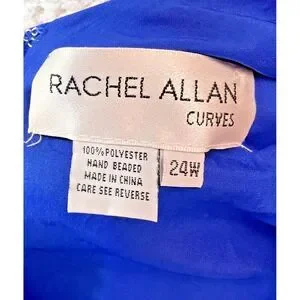 RACHEL ALLAN
CURVES
100% POLYESTER
HAND BEADED
MADE IN CHINA
CARE SEE REVERSE
24W